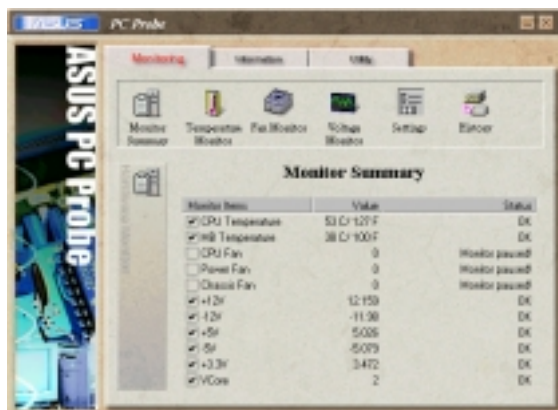 ASUS PC Probe
Monitoring Information Utility
ASUS PC Probe
Monitor Summary
Temperature Monitor
Fan Monitor
Voltage Monitor
Settings
History
Monitor Summary
Monitor Items Value Status
CPU Temperature 53 C/ 127 F OK
MB Temperature 38 C/ 100 F OK
CPU Fan 0 Monitor paused!
Power Fan 0 Monitor paused!
Chassis Fan 0 Monitor paused!
+12V 12.159 OK
-12V -11.98 OK
+5V 5.026 OK
-5V -5.079 OK
+3.3V 3.472 OK
VCore 2 OK